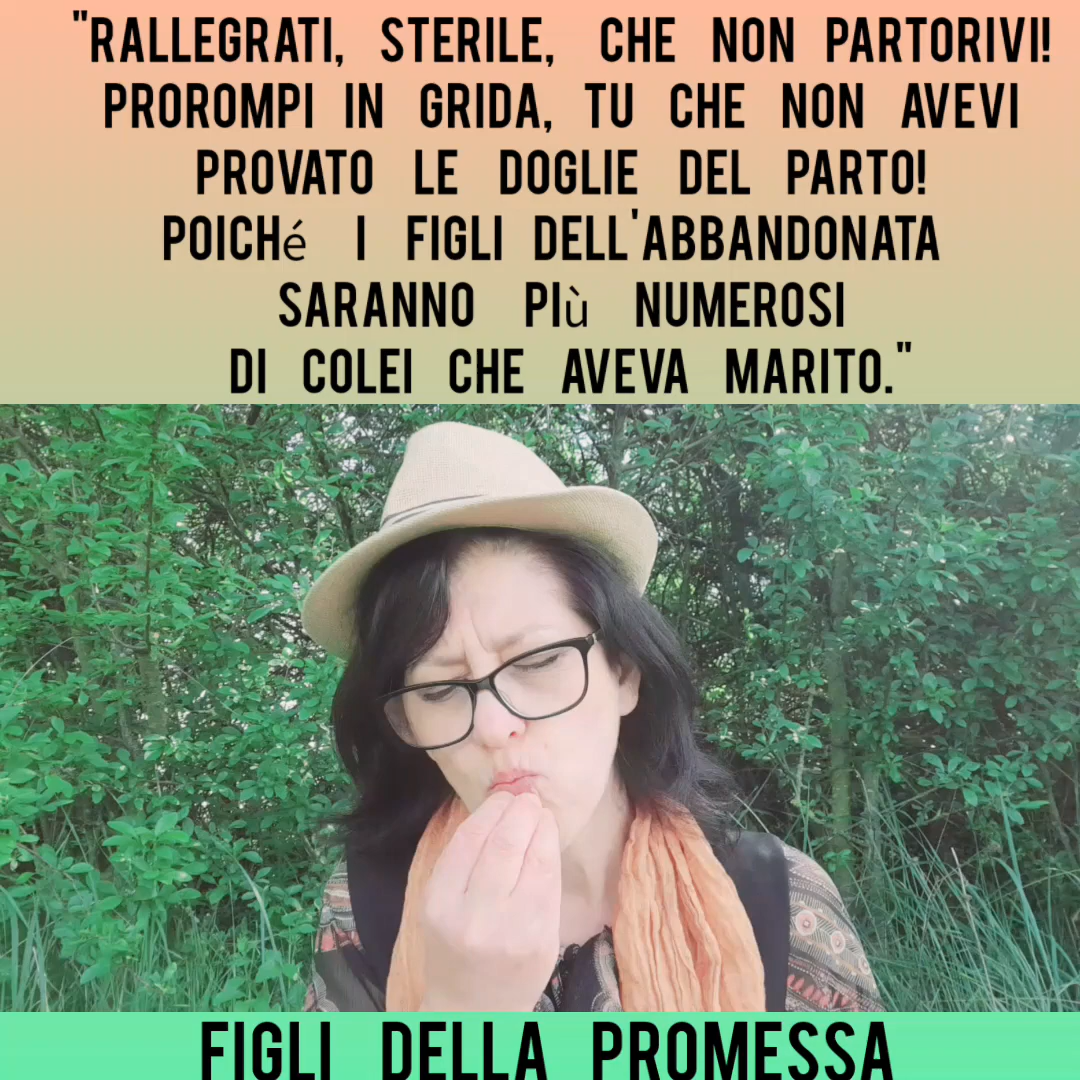 "RALLEGRATI, STERILE, CHE NON PARTORIVI!
PROROMPI IN GRIDA, TU CHE NON AVEVI
PROVATO LE DOGLIE DEL PARTO!
POICHé I FIGLI DELL'ABBANDONATA
SARANNO PIù NUMEROSI
DI COLEI CHE AVEVA MARITO."
FIGLI DELLA PROMESSA